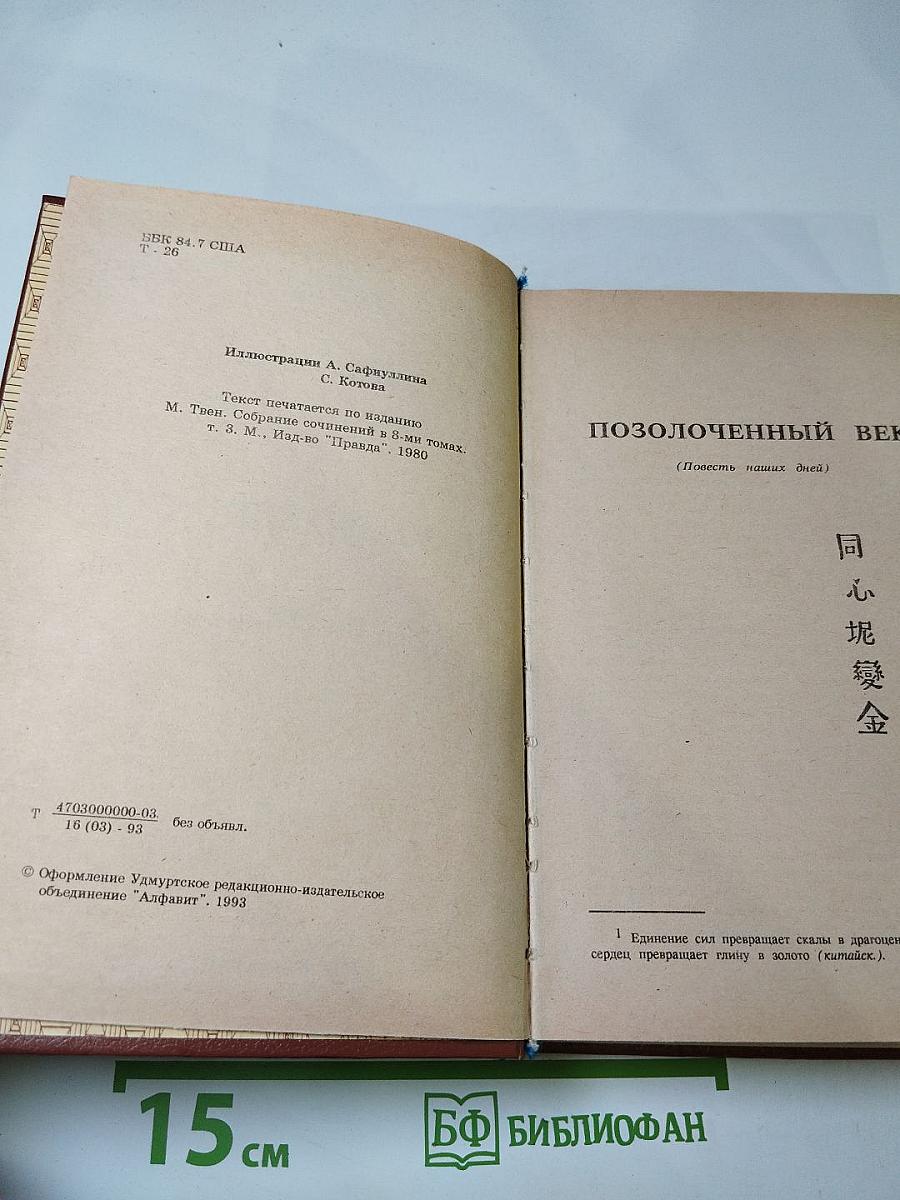 ББК 84.7 США
Т - 26
Иллюстрации А. Сафиуллина
С. Котова
Текст печатается по изданию
М. Твен. Собрание сочинений в 8-ми томах.
т. 3. М., Изд-во "Правда". 1980
Т 4703000000-03. без объявл.
16 (03) - 93
© Оформление Удмуртское редакционно-издательское
объединение "Алфавит". 1993
ПОЗОЛОЧЕННЫЙ ВЕК
(Повесть наших дней)
同
心
坭
變
金
1 Единение сил превращает скалы в драгоцен
сердец превращает глину в золото (китайск.).
15 см
БФ БИБЛИОФАН